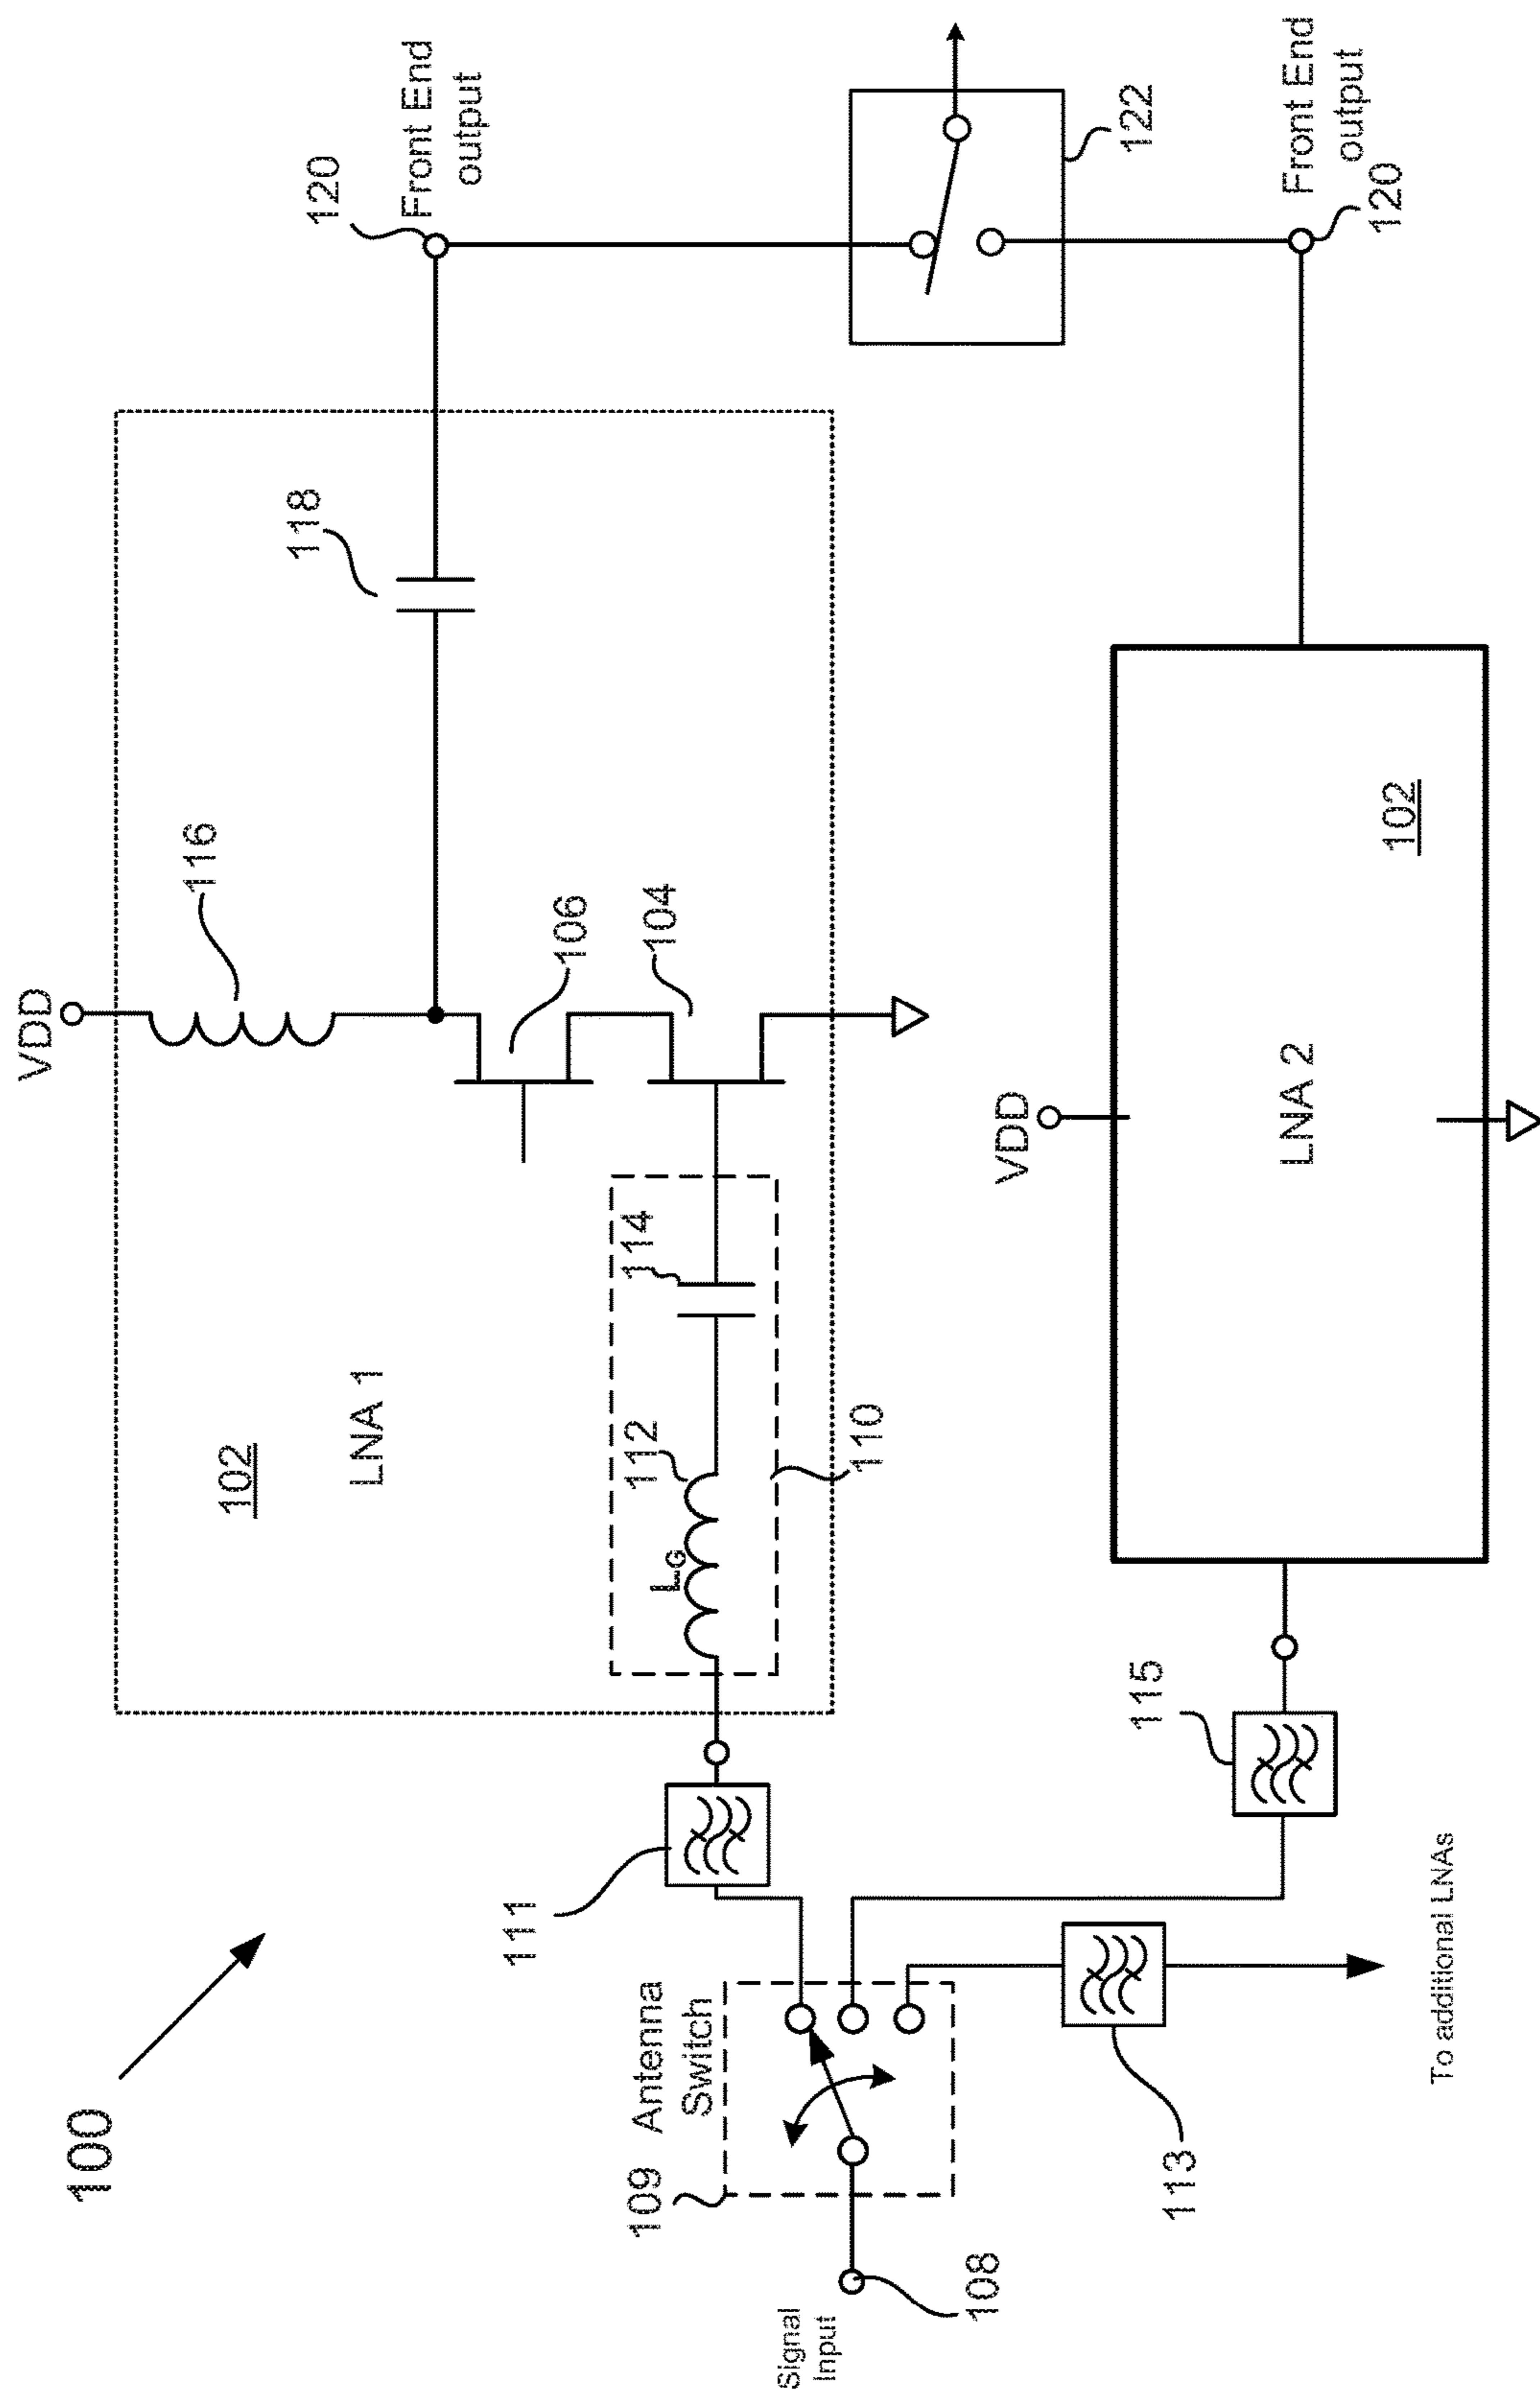 100
VDD
116
102
LNA 1
118
120
Front End
output
106
104
114
112
LG
110
111
109
Antenna
Switch
Signal
Input
108
122
VDD
LNA 2
102
115
113
To additional LNAs
Front End
output
120